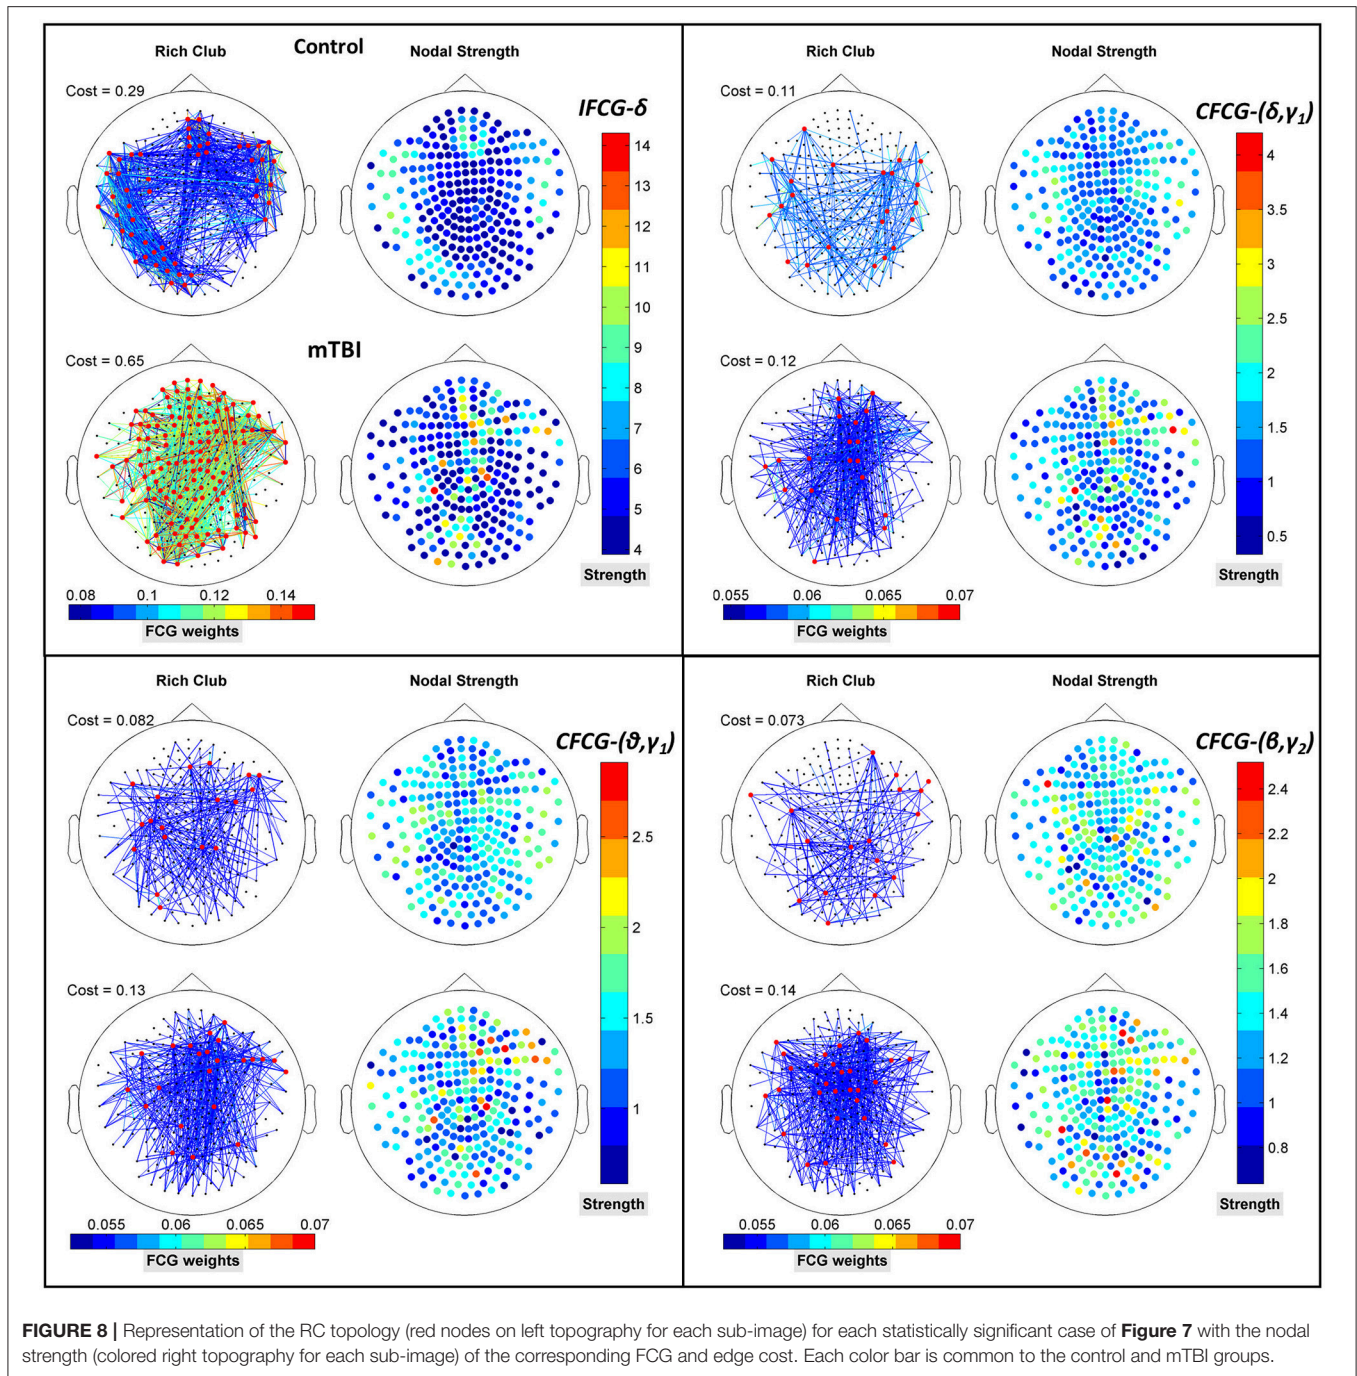 Control
Rich Club
Nodal Strength
Cost = 0.29
IFCG-δ
14
13
12
11
10
9
8
7
6
5
4
Strength
mTBI
Cost = 0.65
0.08 0.1 0.12 0.14
FCG weights
Rich Club
Nodal Strength
Cost = 0.11
CFCG-(δ,γ₁)
4
3.5
3
2.5
2
1.5
1
0.5
Strength
Cost = 0.12
0.055 0.06 0.065 0.07
FCG weights
Rich Club
Nodal Strength
Cost = 0.082
CFCG-(ϑ,γ₁)
2.5
2
1.5
1
Strength
Cost = 0.13
0.055 0.06 0.065 0.07
FCG weights
Rich Club
Nodal Strength
Cost = 0.073
CFCG-(β,γ₂)
2.4
2.2
2
1.8
1.6
1.4
1.2
1
0.8
Strength
Cost = 0.14
0.055 0.06 0.065 0.07
FCG weights
FIGURE 8 | Representation of the RC topology (red nodes on left topography for each sub-image) for each statistically significant case of Figure 7 with the nodal
strength (colored right topography for each sub-image) of the corresponding FCG and edge cost. Each color bar is common to the control and mTBI groups.